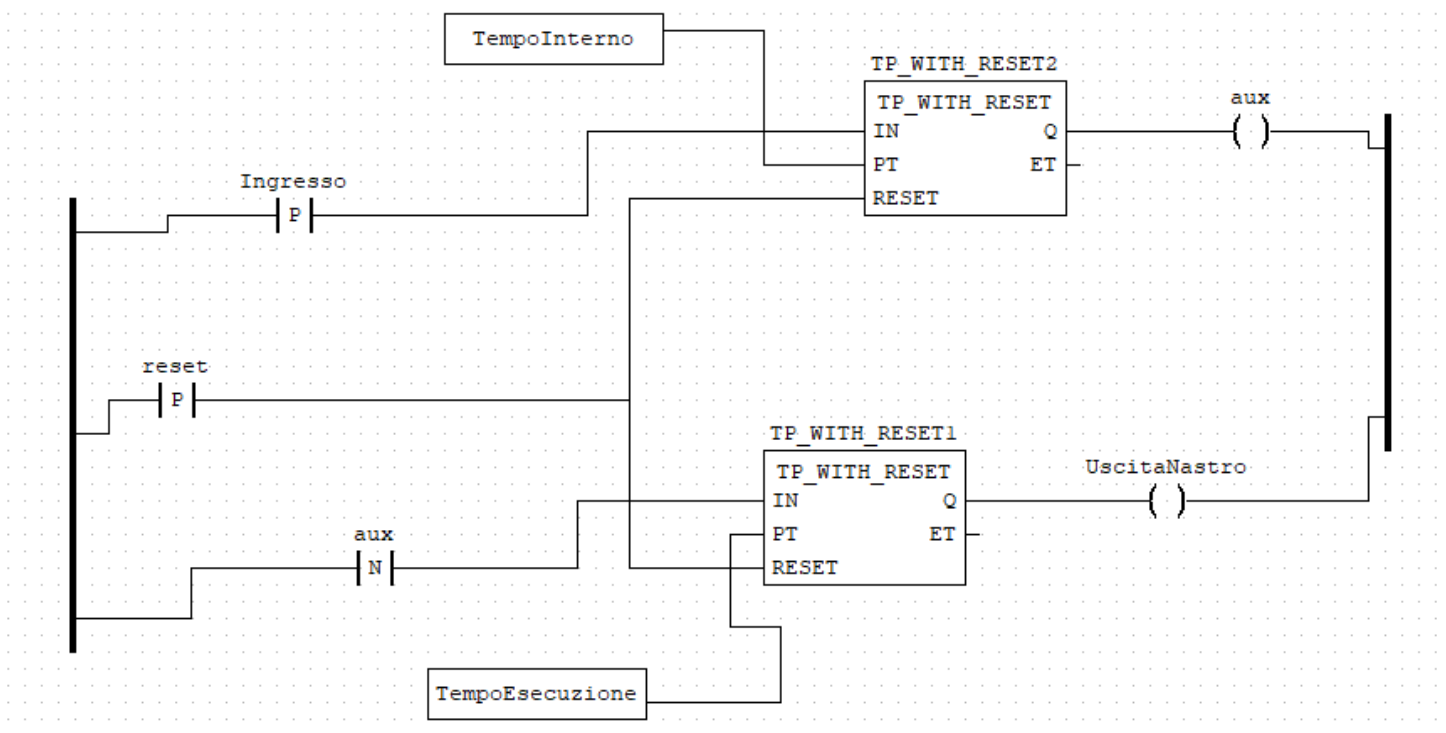 TempoInterno
TP_WITH_RESET2
TP_WITH_RESET
IN Q
PT ET
RESET
aux
( )
Ingresso
P
reset
P
TP_WITH_RESET1
TP_WITH_RESET
IN Q
PT ET
RESET
UscitaNastro
( )
aux
N
TempoEsecuzione